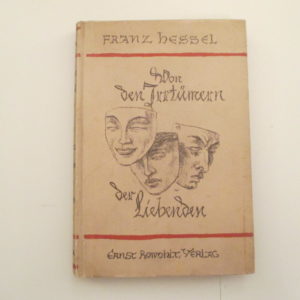 FRANZ HESSEL
Von
den Irrtümern
der Liebenden
ERNST ROWOHLT VERLAG